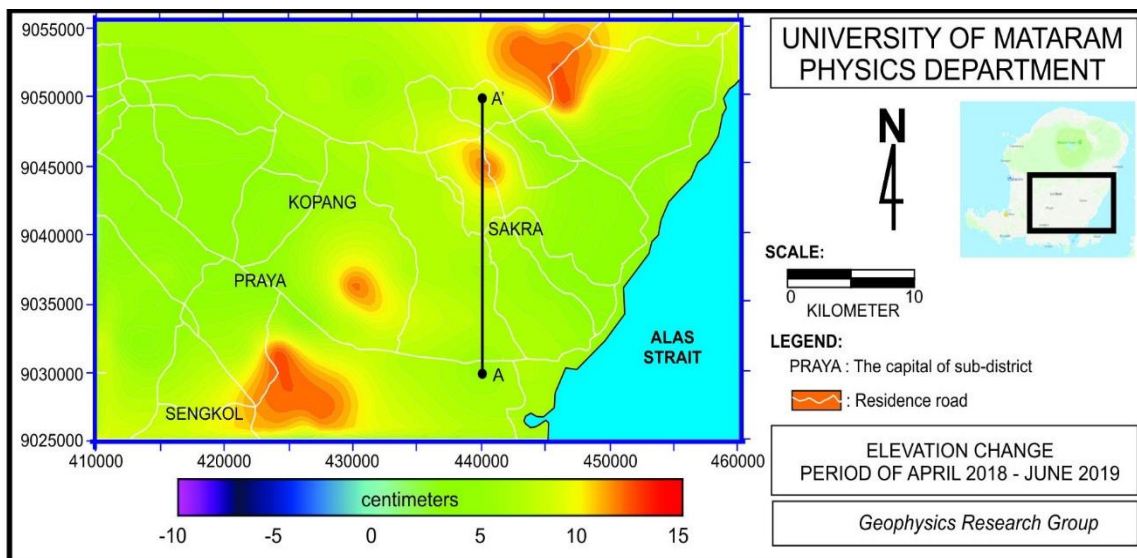 9055000
9050000
9045000
9040000
9035000
9030000
9025000
410000
420000
430000
440000
450000
460000
A'
KOPANG
SAKRA
PRAYA
A
SENGKOL
ALAS
STRAIT
centimeters
-10
-5
0
5
10
15
UNIVERSITY OF MATARAM
PHYSICS DEPARTMENT
N
SCALE:
0
10
KILOMETER
LEGEND:
PRAYA : The capital of sub-district
: Residence road
ELEVATION CHANGE
PERIOD OF APRIL 2018 - JUNE 2019
Geophysics Research Group